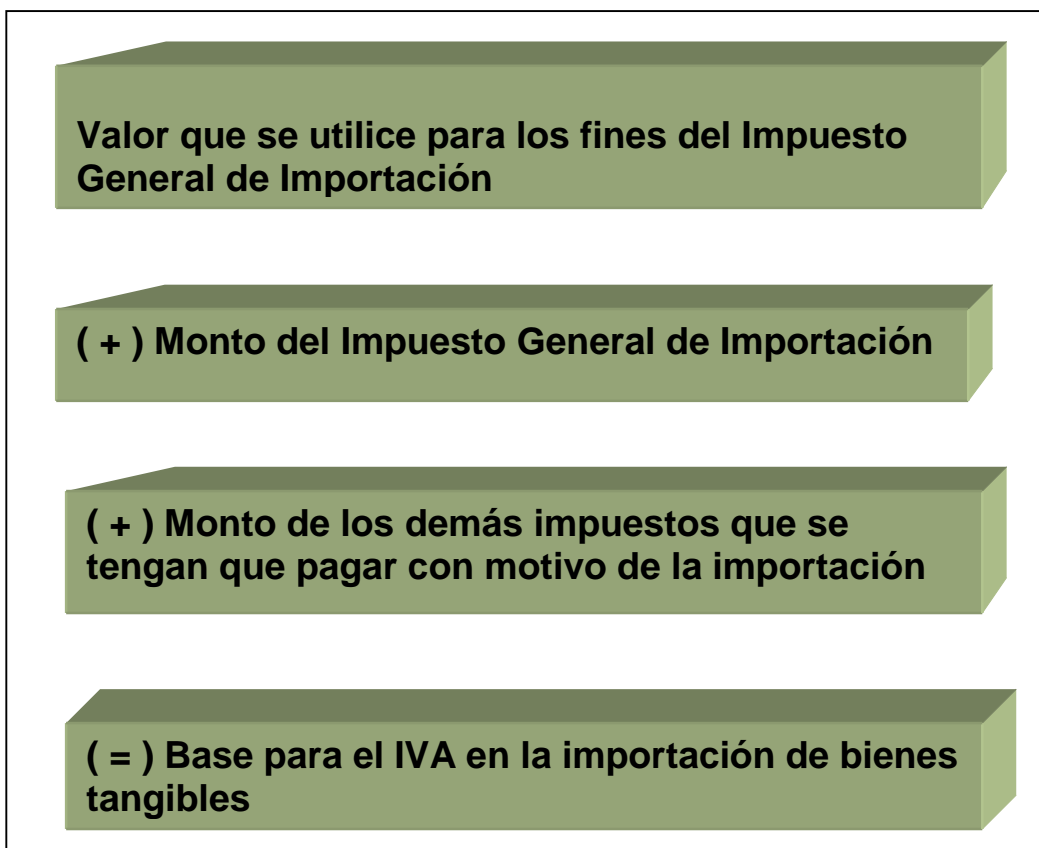 Valor que se utilice para los fines del Impuesto
General de Importación
( + ) Monto del Impuesto General de Importación
( + ) Monto de los demás impuestos que se
tengan que pagar con motivo de la importación
( = ) Base para el IVA en la importación de bienes
tangibles